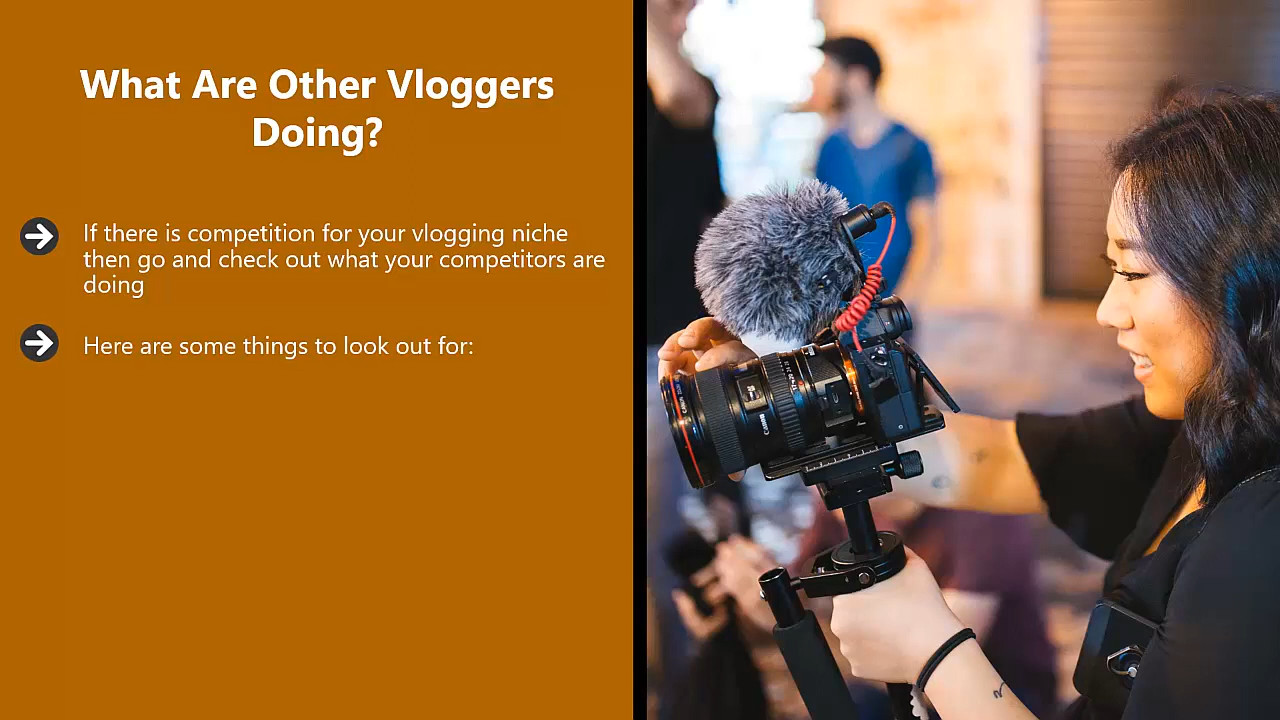 What Are Other Vloggers
Doing?
If there is competition for your vlogging niche
then go and check out what your competitors are
doing
Here are some things to look out for:
Canon